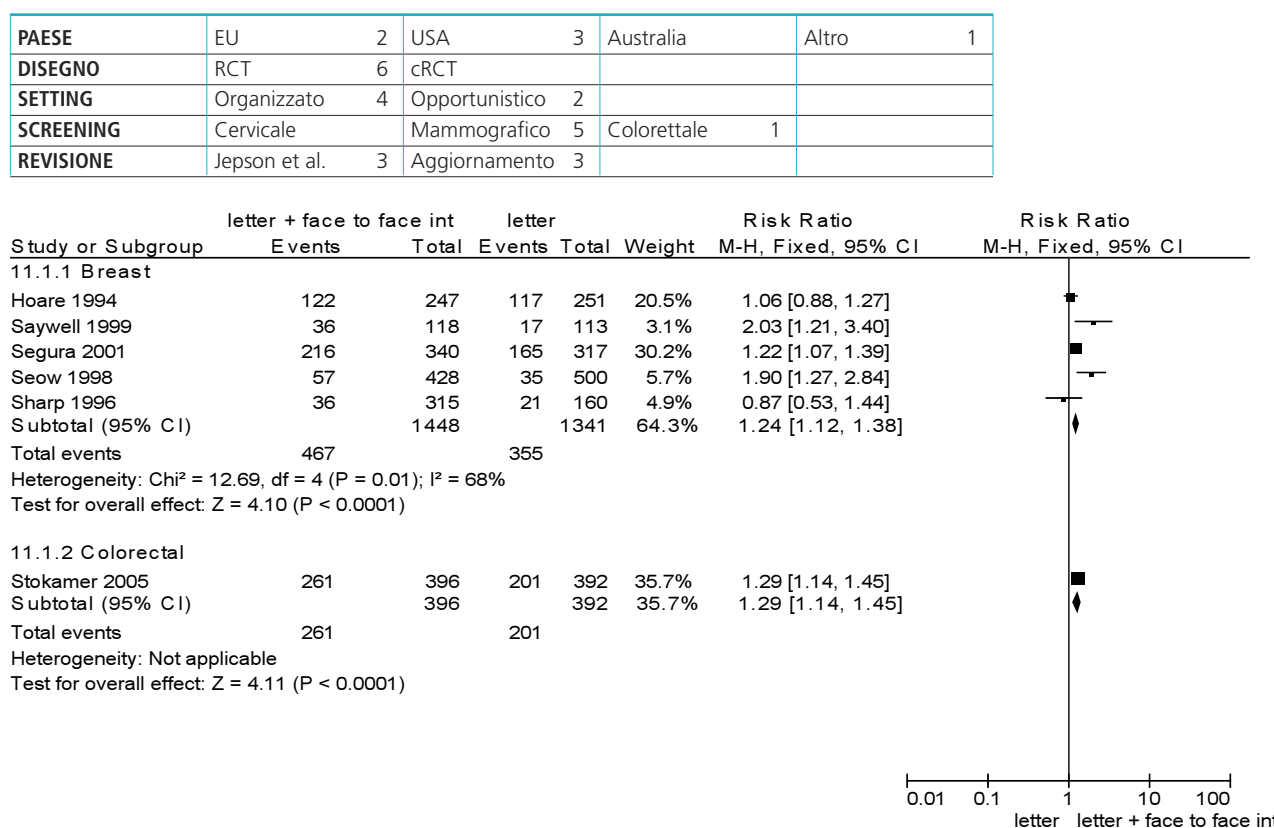 PAESE EU 2 USA 3 Australia Altro 1
DISEGNO RCT 6 cRCT
SETTING Organizzato 4 Opportunistico 2
SCREENING Cervicale Mammografico 5 Colorettale 1
REVISIONE Jepson et al. 3 Aggiornamento 3
letter + face to face int letter Risk Ratio Risk Ratio
Study or Subgroup Events Total Events Total Weight M-H, Fixed, 95% CI M-H, Fixed, 95% CI
11.1.1 Breast
Hoare 1994 122 247 117 251 20.5% 1.06 [0.88, 1.27]
Saywell 1999 36 118 17 113 3.1% 2.03 [1.21, 3.40]
Segura 2001 216 340 165 317 30.2% 1.22 [1.07, 1.39]
Seow 1998 57 428 35 500 5.7% 1.90 [1.27, 2.84]
Sharp 1996 36 315 21 160 4.9% 0.87 [0.53, 1.44]
Subtotal (95% CI) 1448 1341 64.3% 1.24 [1.12, 1.38]
Total events 467 355
Heterogeneity: Chi² = 12.69, df = 4 (P = 0.01); I² = 68%
Test for overall effect: Z = 4.10 (P < 0.0001)
11.1.2 Colorectal
Stokamer 2005 261 396 201 392 35.7% 1.29 [1.14, 1.45]
Subtotal (95% CI) 396 392 35.7% 1.29 [1.14, 1.45]
Total events 261 201
Heterogeneity: Not applicable
Test for overall effect: Z = 4.11 (P < 0.0001)
0.01 0.1 1 10 100
letter letter + face to face int